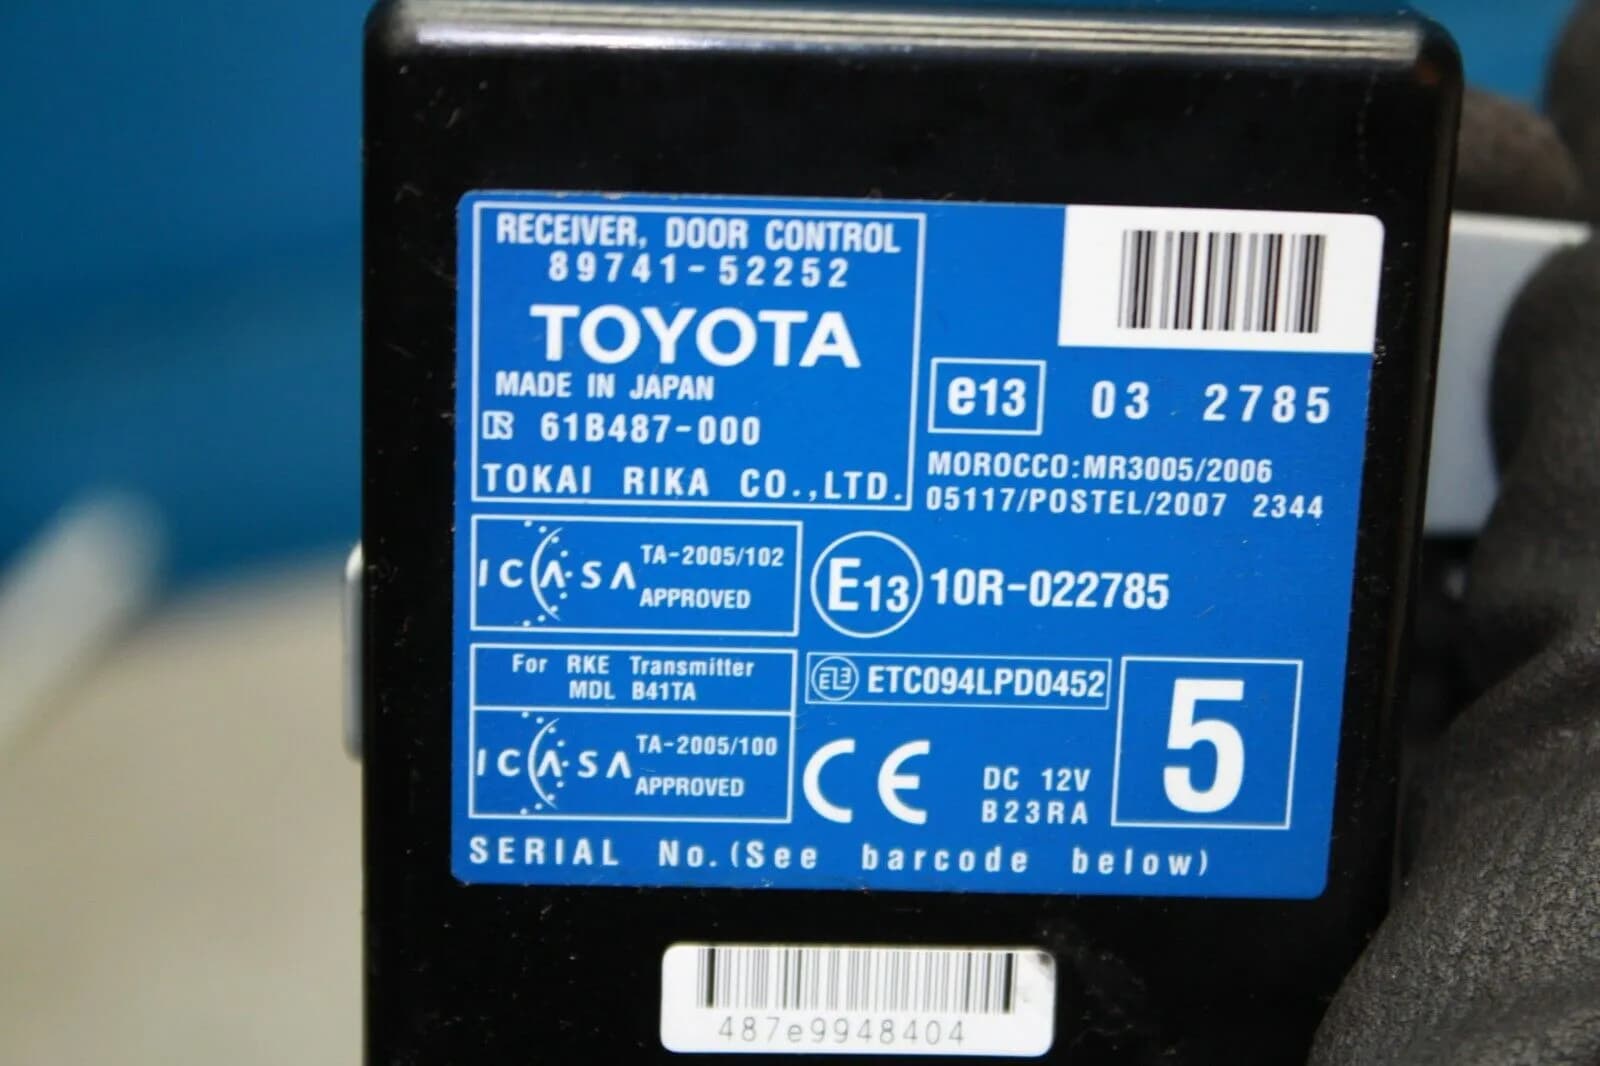 RECEIVER, DOOR CONTROL
89741-52252
TOYOTA
MADE IN JAPAN
61B487-000
TOKAI RIKA CO.,LTD.
e13 03 2785
MOROCCO:MR3005/2006
05117/POSTEL/2007 2344
ICASA TA-2005/102
APPROVED
E13 10R-022785
For RKE Transmitter
MDL B41TA
ICASA TA-2005/100
APPROVED
ETC094LPD0452
CE
DC 12V
B23RA
5
SERIAL No.(See barcode below)
487e9948404